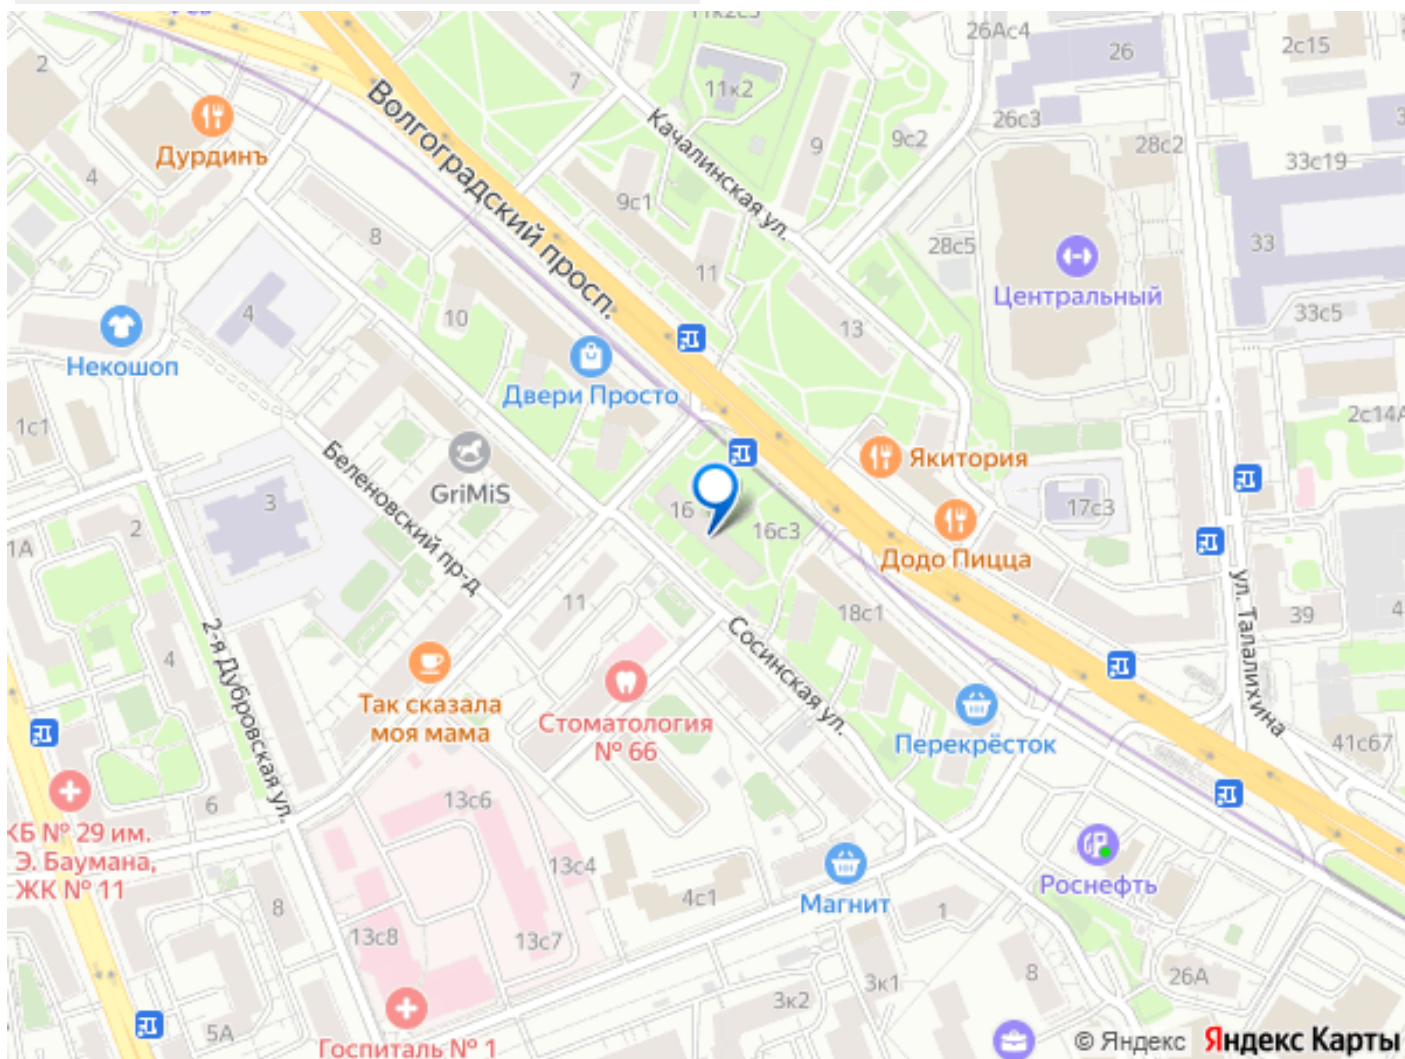 26Ас4
26
2с15
2
7
11к2
Волгоградский просп.
Качалинская ул.
26с3
Дурдинъ
4
9
9с2
28с2
33с19
9с1
8
28с5
33
11
Центральный
4
10
13
33с5
Некошоп
Двери Просто
1с1
2с14А
Беленовский пр-д
GriMiS
Якитория
3
16
16с3
17с3
2
1А
Додо Пицца
ул. Талалихина
11
18с1
39
4
2-я Дубровская ул.
4
Сосинская ул.
Так сказала
моя мама
Стоматология
№ 66
Перекрёсток
41с67
6
13с6
КБ № 29 им.
Э. Баумана,
ЖК № 11
13с4
Роснефть
4с1
Магнит
8
1
13с8
13с7
8
26А
3к1
3к2
5А
Госпиталь № 1
© Яндекс Яндекс Карты